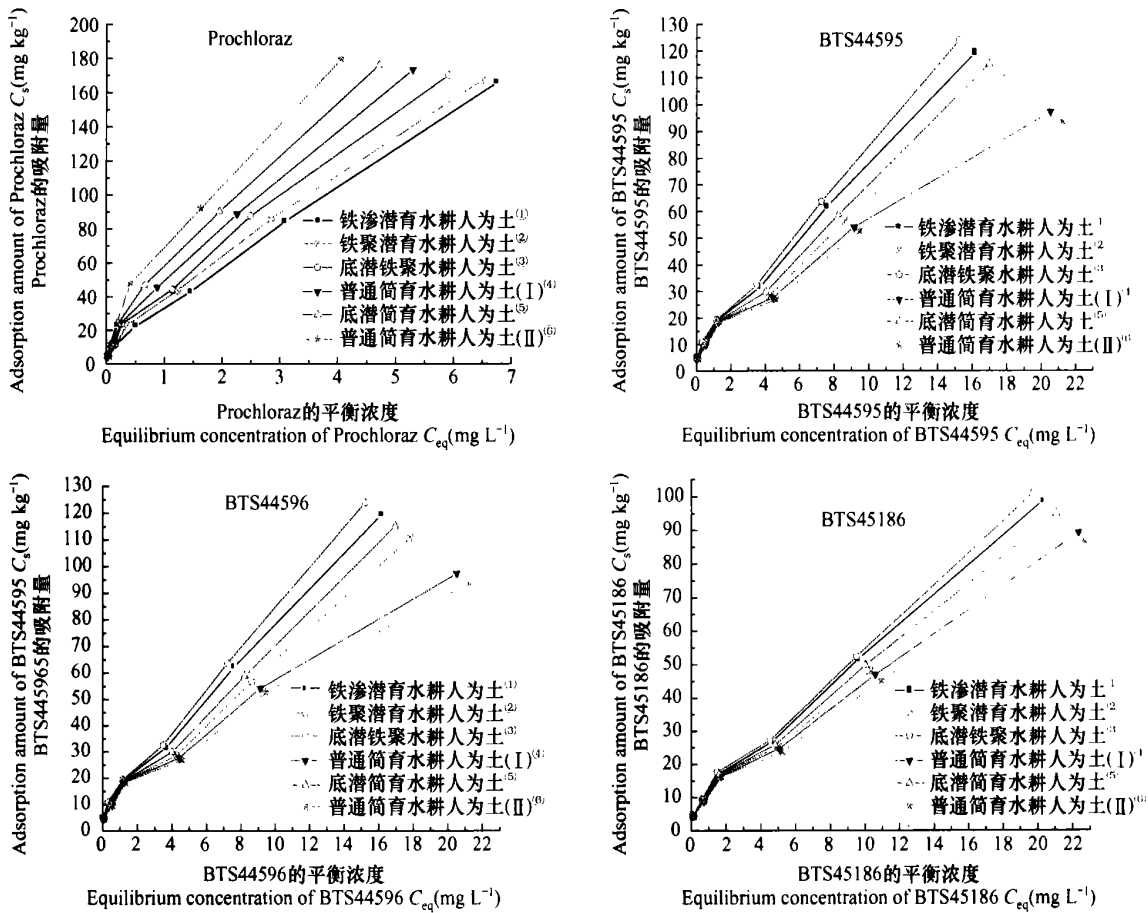 Prochloraz
Adsorption amount of Prochloraz Cs(mg kg⁻¹)
Prochloraz的吸附量
200
180
160
140
120
100
80
60
40
20
0
铁渗潜育水耕人为土(1)
铁聚潜育水耕人为土(2)
底潜铁聚水耕人为土(3)
普通简育水耕人为土(I)(4)
底潜简育水耕人为土(5)
普通简育水耕人为土(II)(6)
0 1 2 3 4 5 6 7
Prochloraz的平衡浓度
Equilibrium concentration of Prochloraz Ceq(mg L⁻¹)
BTS44595
Adsorption amount of BTS44595 Cs(mg kg⁻¹)
BTS44595的吸附量
130
120
110
100
90
80
70
60
50
40
30
20
10
0
铁渗潜育水耕人为土
铁聚潜育水耕人为土
底潜铁聚水耕人为土
普通简育水耕人为土(I)
底潜简育水耕人为土(5)
普通简育水耕人为土(II)
0 2 4 6 8 10 12 14 16 18 20 22
BTS44595的平衡浓度
Equilibrium concentration of BTS44595 Ceq(mg L⁻¹)
BTS44596
Adsorption amount of BTS44595 Cs(mg kg⁻¹)
BTS445965的吸附量
130
120
110
100
90
80
70
60
50
40
30
20
10
0
铁渗潜育水耕人为土(1)
铁聚潜育水耕人为土(2)
底潜铁聚水耕人为土(3)
普通简育水耕人为土(I)(4)
底潜简育水耕人为土(5)
普通简育水耕人为土(II)(6)
0 2 4 6 8 10 12 14 16 18 20 22
BTS44596的平衡浓度
Equilibrium concentration of BTS44596 Ceq(mg L⁻¹)
BTS45186
Adsorption amount of BTS45186 Cs(mg kg⁻¹)
BTS45186的吸附量
100
90
80
70
60
50
40
30
20
10
0
铁渗潜育水耕人为土
铁聚潜育水耕人为土
底潜铁聚水耕人为土
普通简育水耕人为土(I)
底潜简育水耕人为土(5)
普通简育水耕人为土(II)(6)
0 2 4 6 8 10 12 14 16 18 20 22
BTS45186的平衡浓度
Equilibrium concentration of BTS45186 Ceq(mg L⁻¹)